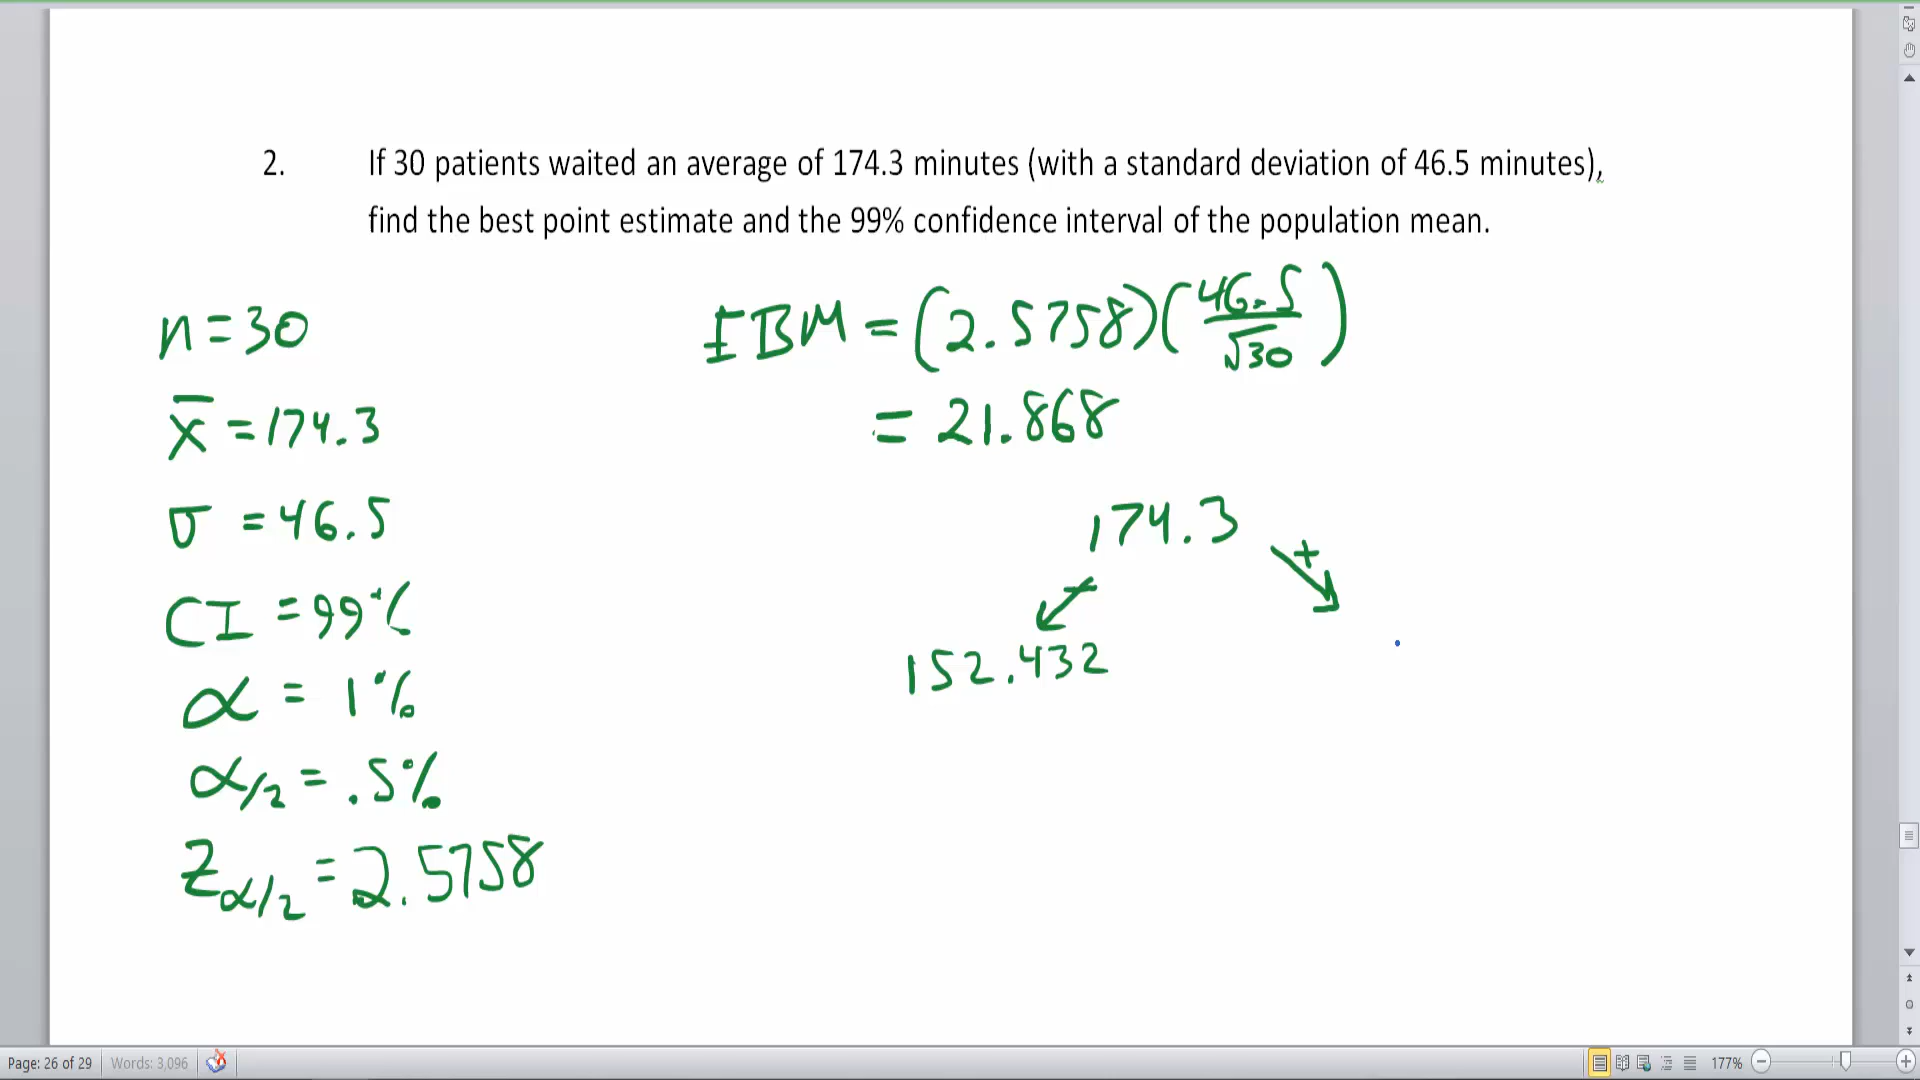 2. If 30 patients waited an average of 174.3 minutes (with a standard deviation of 46.5 minutes),
find the best point estimate and the 99% confidence interval of the population mean.
n = 30
x̄ = 174.3
σ = 46.5
CI = 99%
α = 1%
α/2 = .5%
Zα/2 = 2.5758
EBM = (2.5758)(46.5/√30)
= 21.868
174.3
+
152.432
Page: 26 of 29
Words: 3,096
177%